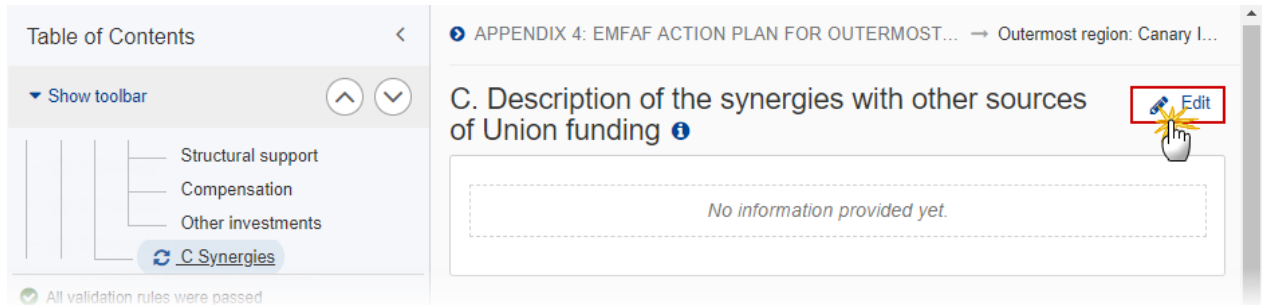 Table of Contents
APPENDIX 4: EMFAF ACTION PLAN FOR OUTERMOST... → Outermost region: Canary I...
Show toolbar
C. Description of the synergies with other sources
of Union funding
Edit
Structural support
Compensation
Other investments
C Synergies
All validation rules were passed
No information provided yet.